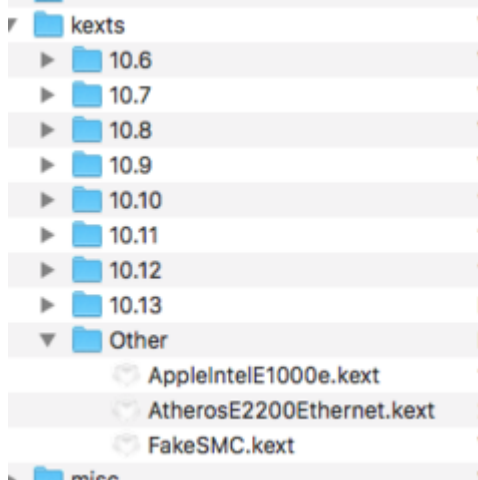 kexts
10.6
10.7
10.8
10.9
10.10
10.11
10.12
10.13
Other
AppleIntelE1000e.kext
AtherosE2200Ethernet.kext
FakeSMC.kext
misc